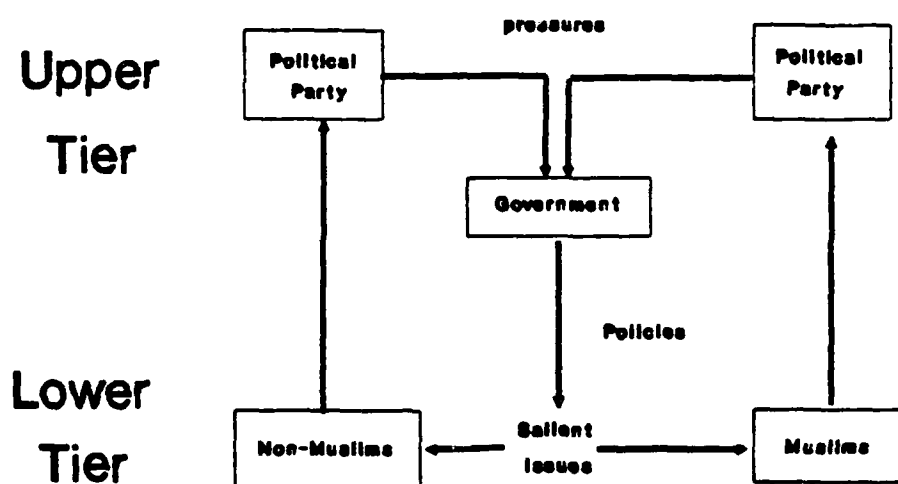 pressures
Upper
Tier
Political
Party
Political
Party
Government
Policies
Lower
Tier
Non-Muslims
Salient
Issues
Muslims